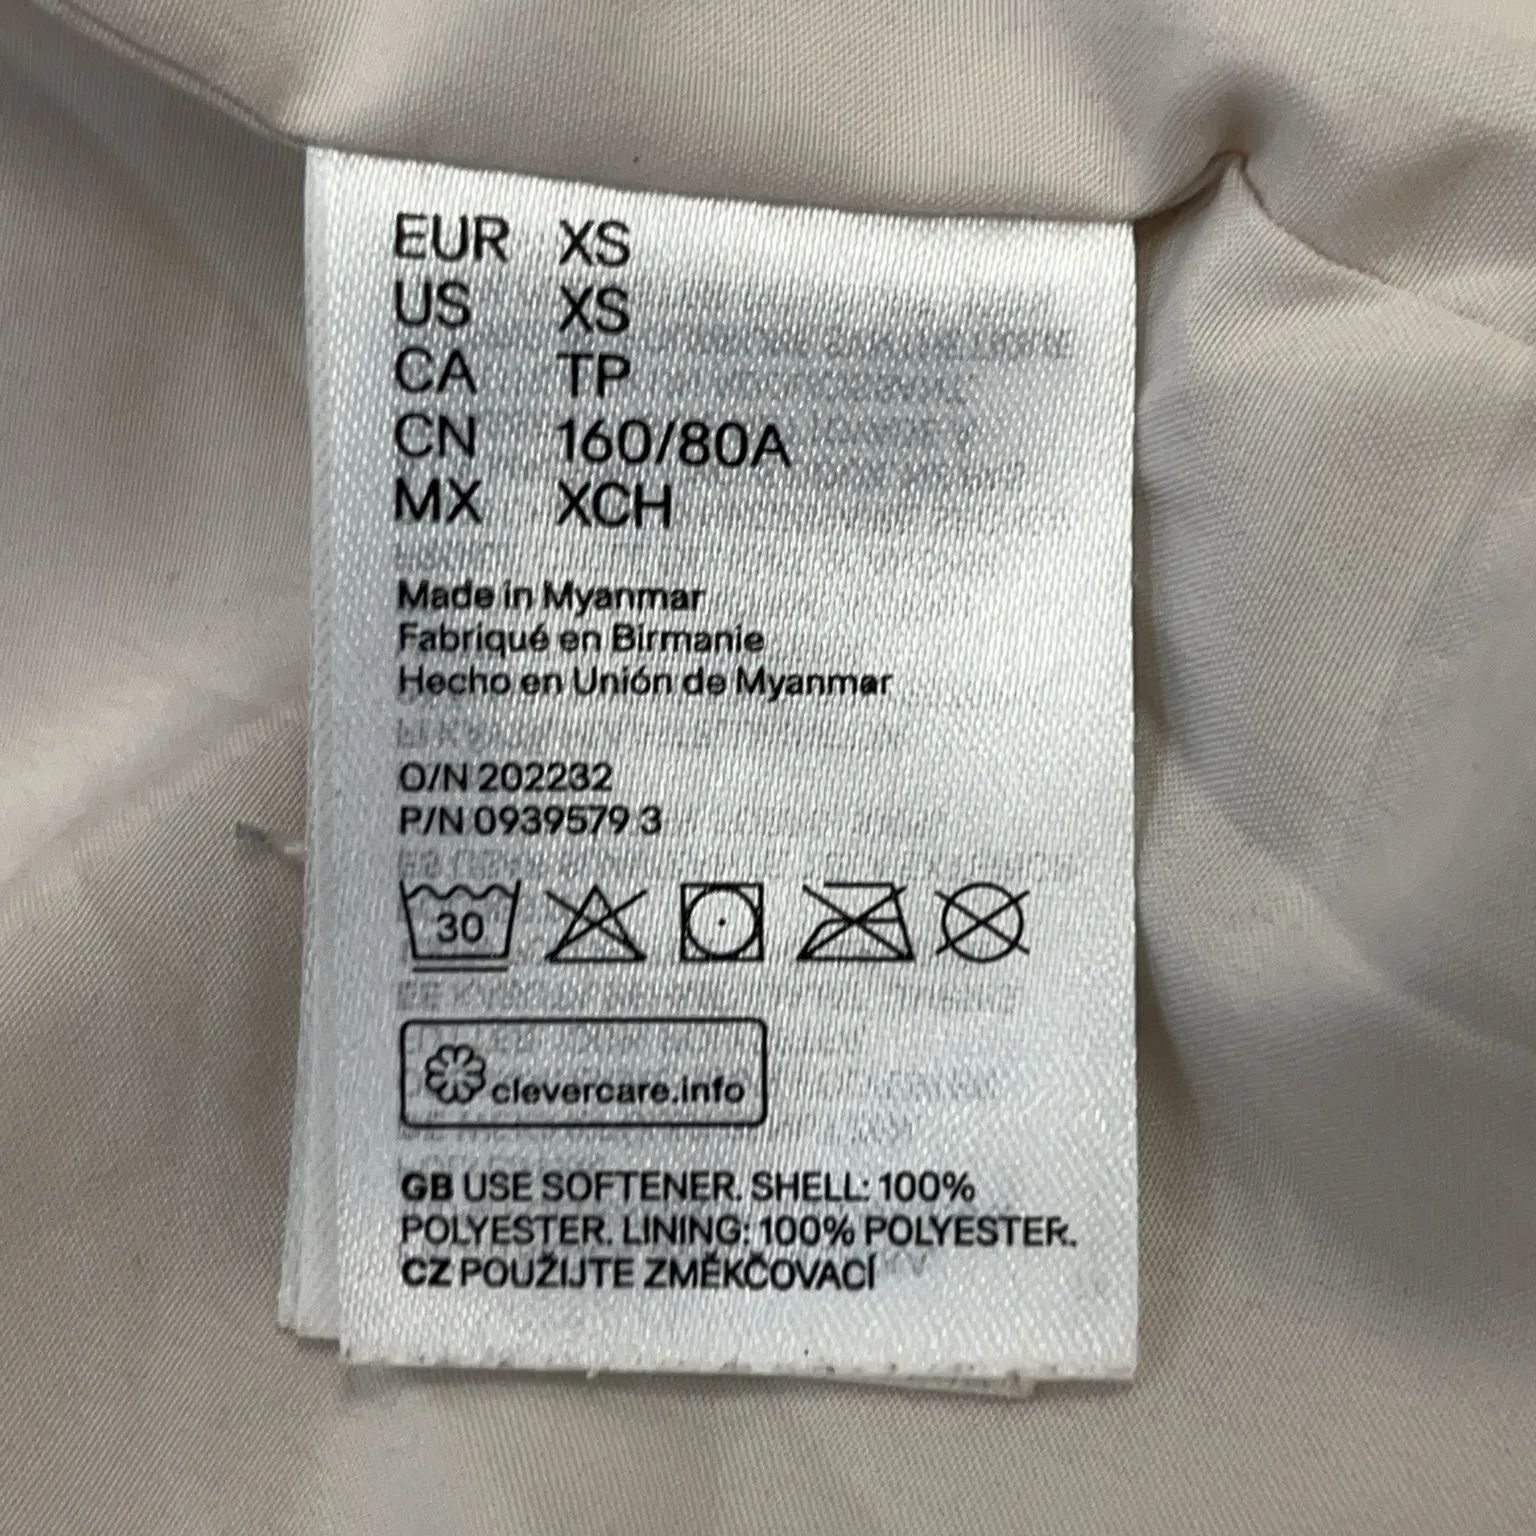 EUR XS
US XS
CA TP
CN 160/80A
MX XCH
Made in Myanmar
Fabriqué en Birmanie
Hecho en Unión de Myanmar
O/N 202232
P/N 0939579 3
30
clevercare.info
GB USE SOFTENER. SHELL: 100%
POLYESTER. LINING: 100% POLYESTER.
CZ POUŽIJTE ZMĚKČOVACÍ